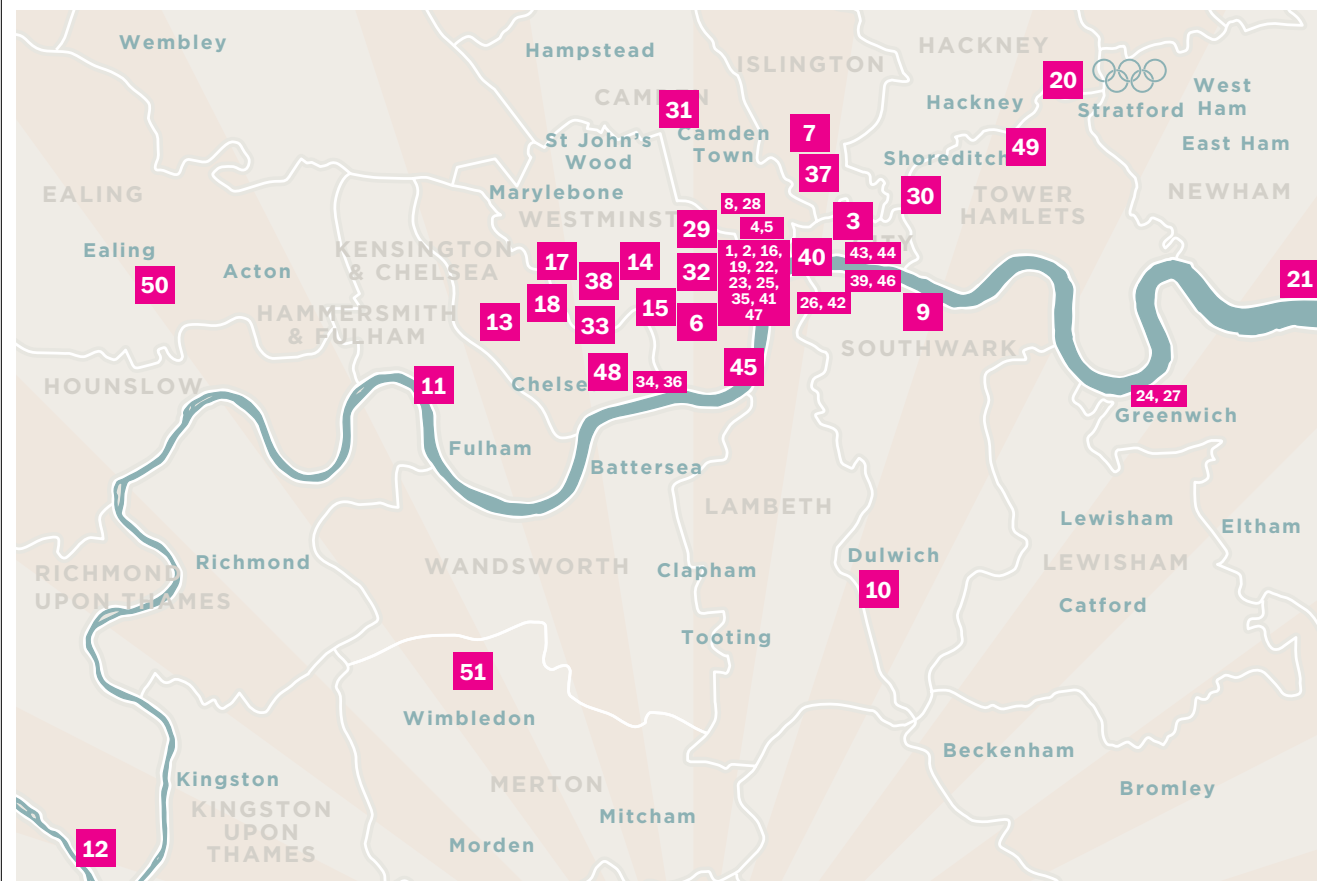 Wembley
Hampstead
ISLINGTON
HACKNEY
20
West
Ham
Stratford
Hackney
CAMDEN
31
Camden
Town
7
St John's
Wood
East Ham
49
Shoreditch
37
Marylebone
EALING
30
TOWER
HAMLETS
NEWHAM
8, 28
WESTMINST
29
4,5
3
Ealing
KENSINGTON
& CHELSEA
17
14
1, 2, 16,
19, 22,
23, 25,
35, 41
47
40
CITY
43, 44
50
Acton
38
32
39, 46
21
18
15
26, 42
9
HAMMERSMITH
& FULHAM
13
33
6
SOUTHWARK
HOUNSLOW
11
Chelse
48
34, 36
45
24, 27
Greenwich
Fulham
Battersea
LAMBETH
Lewisham
Eltham
Richmond
RICHMOND
UPON THAMES
WANDSWORTH
Clapham
Dulwich
10
LEWISHAM
Catford
Tooting
51
Wimbledon
Beckenham
Kingston
KINGSTON
UPON
THAMES
MERTON
Bromley
Mitcham
Morden
12